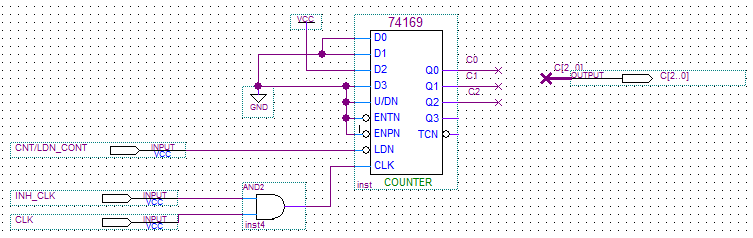 VCC
74169
D0
D1
D2
D3
U/DN
ENTN
ENPN
LDN
CLK
Q0
Q1
Q2
Q3
TCN
inst
COUNTER
GND
C0
C1
C2
C[2..0]
OUTPUT
C[2..0]
CNT/LDN_CONT
INPUT
VCC
INH_CLK
INPUT
VCC
CLK
INPUT
VCC
AND2
inst4